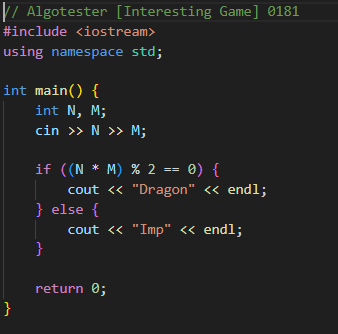 // Algotester [Interesting Game] 0181
#include <iostream>
using namespace std;

int main() {
    int N, M;
    cin >> N >> M;

    if ((N * M) % 2 == 0) {
        cout << "Dragon" << endl;
    } else {
        cout << "Imp" << endl;
    }

    return 0;
}